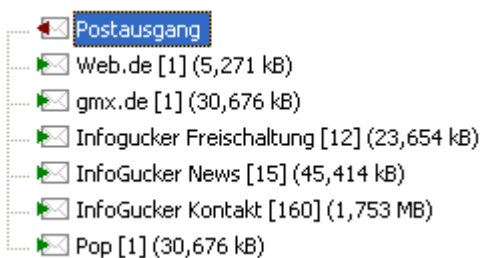 Postausgang
Web.de [1] (5,271 kB)
gmx.de [1] (30,676 kB)
Infogucker Freischaltung [12] (23,654 kB)
InfoGucker News [15] (45,414 kB)
InfoGucker Kontakt [160] (1,753 MB)
Pop [1] (30,676 kB)